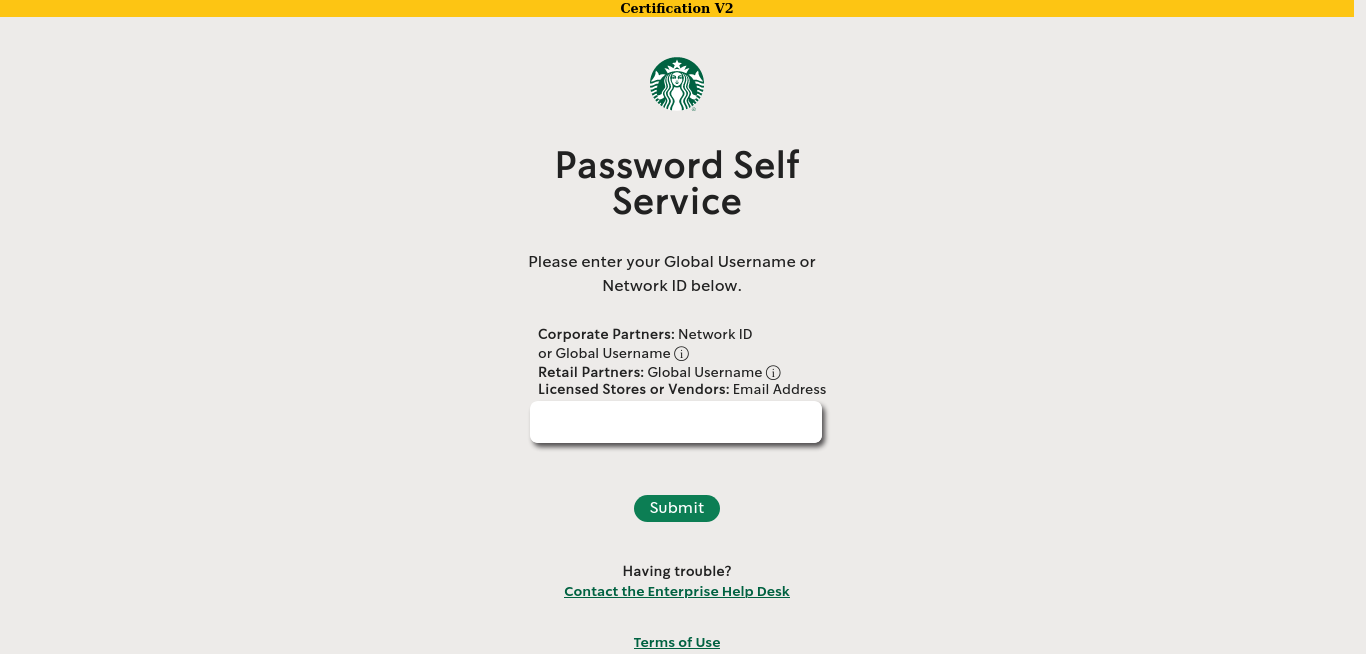 Certification V2
Password Self
Service
Please enter your Global Username or
Network ID below.
Corporate Partners: Network ID
or Global Username
Retail Partners: Global Username
Licensed Stores or Vendors: Email Address
Submit
Having trouble?
Contact the Enterprise Help Desk
Terms of Use